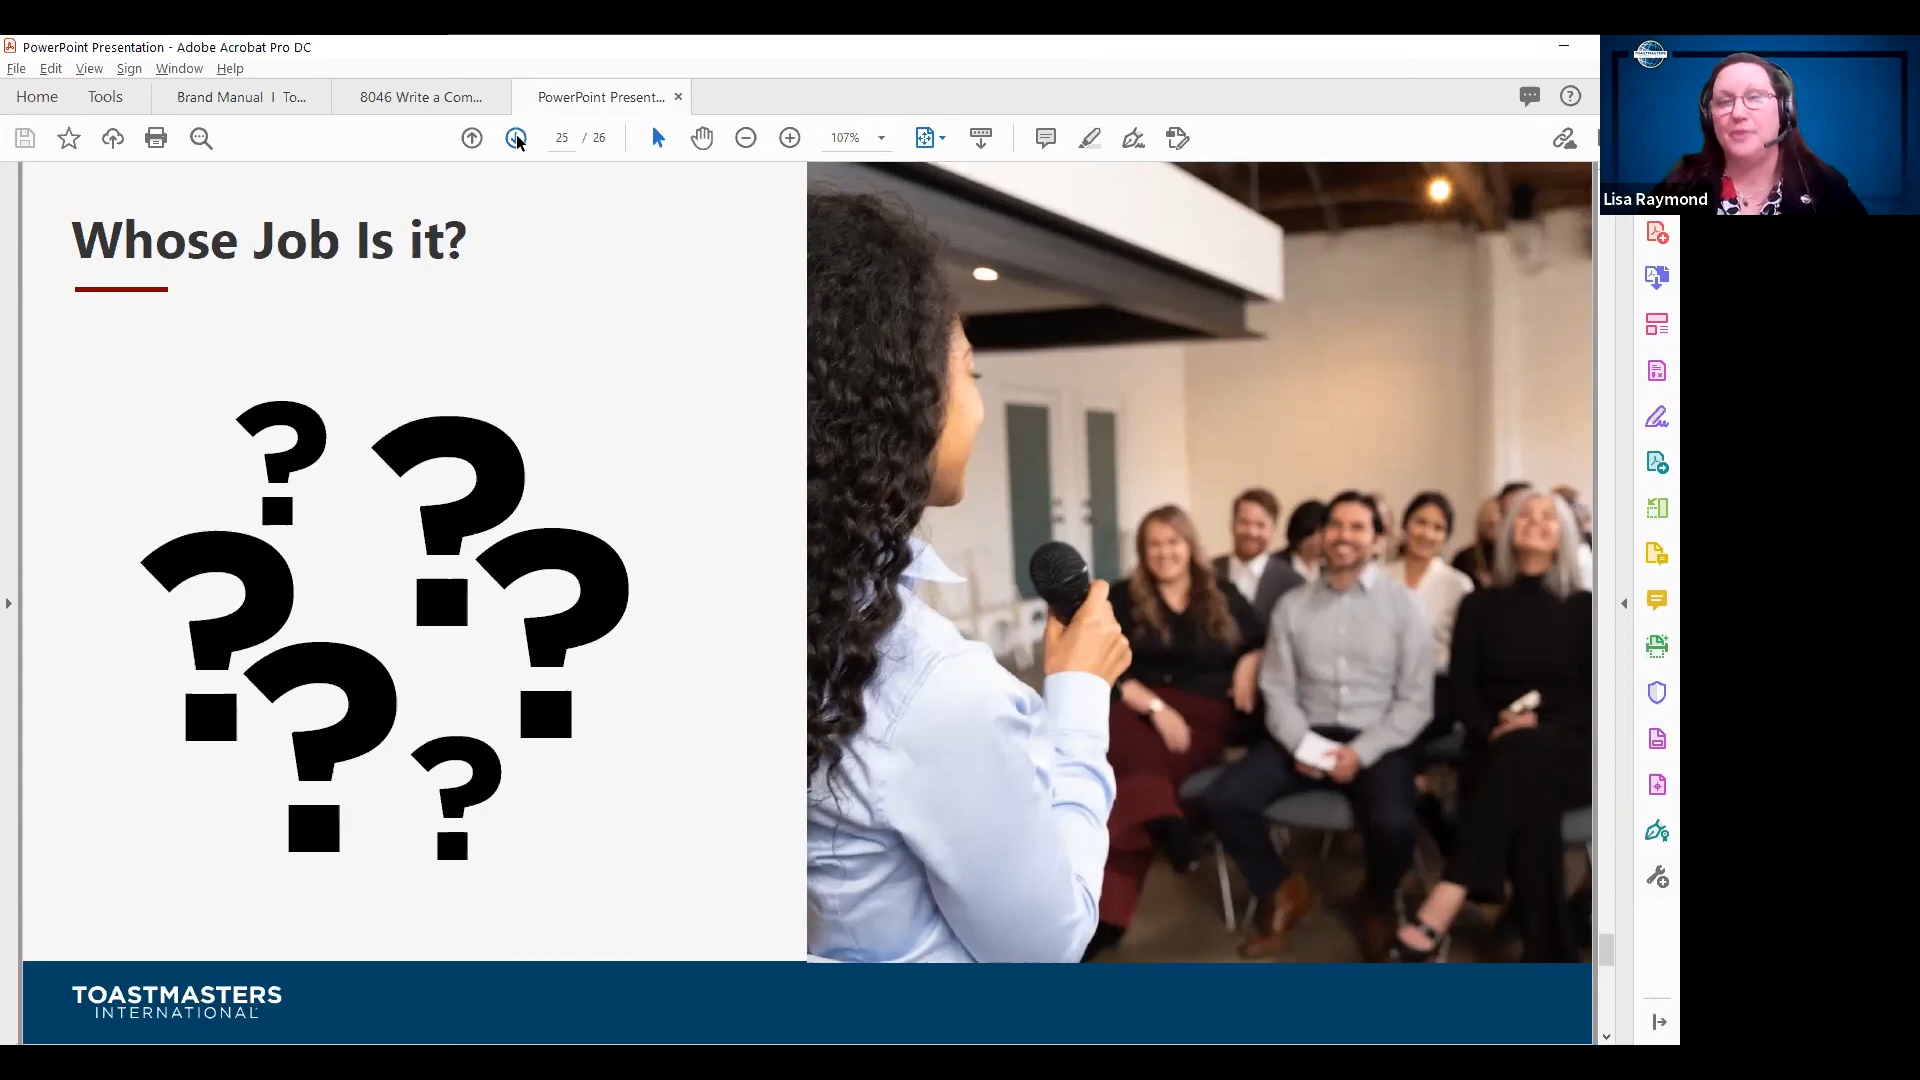 PowerPoint Presentation - Adobe Acrobat Pro DC
File Edit View Sign Window Help
Home Tools Brand Manual I To... 8046 Write a Com... PowerPoint Present... ×
25 / 26 107%
TOASTMASTERS
Lisa Raymond
Whose Job Is it?
? ? ? ? ? ?
TOASTMASTERS
INTERNATIONAL